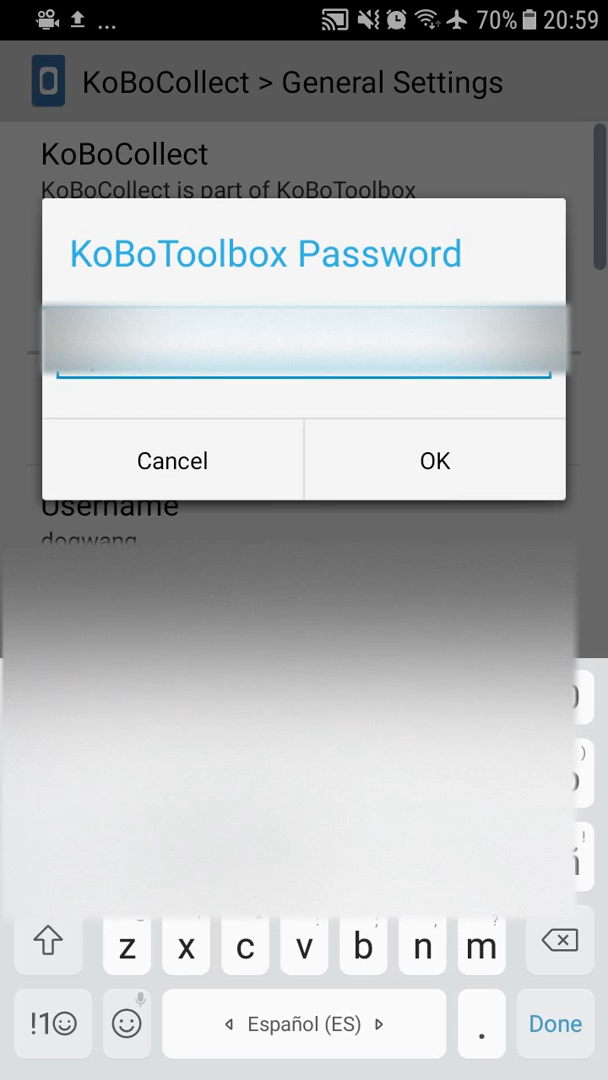 ... 70% 20:59
KoBoCollect > General Settings
KoBoCollect
KoBoCollect is part of KoBoToolbox
KoBoToolbox Password
Cancel OK
Username
dogwang
)
!
ñ
z x c v b n m
!1☺ Español (ES) . Done